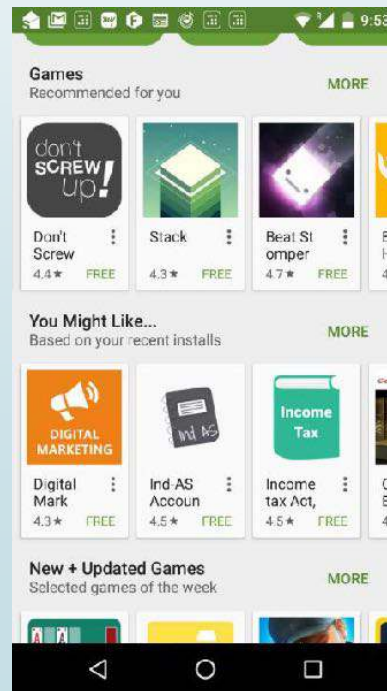 9:53
Games
Recommended for you
MORE
don't
SCREW
up!
Don't
Screw
4.4★ FREE
Stack
4.3★ FREE
Beat St
omper
4.7★ FREE
You Might Like...
Based on your recent installs
MORE
DIGITAL
MARKETING
Digital
Mark
4.3★ FREE
Ind AS
Ind-AS
Accoun
4.5★ FREE
Income
Tax
Income
tax Act,
4.5★ FREE
New + Updated Games
Selected games of the week
MORE
A A